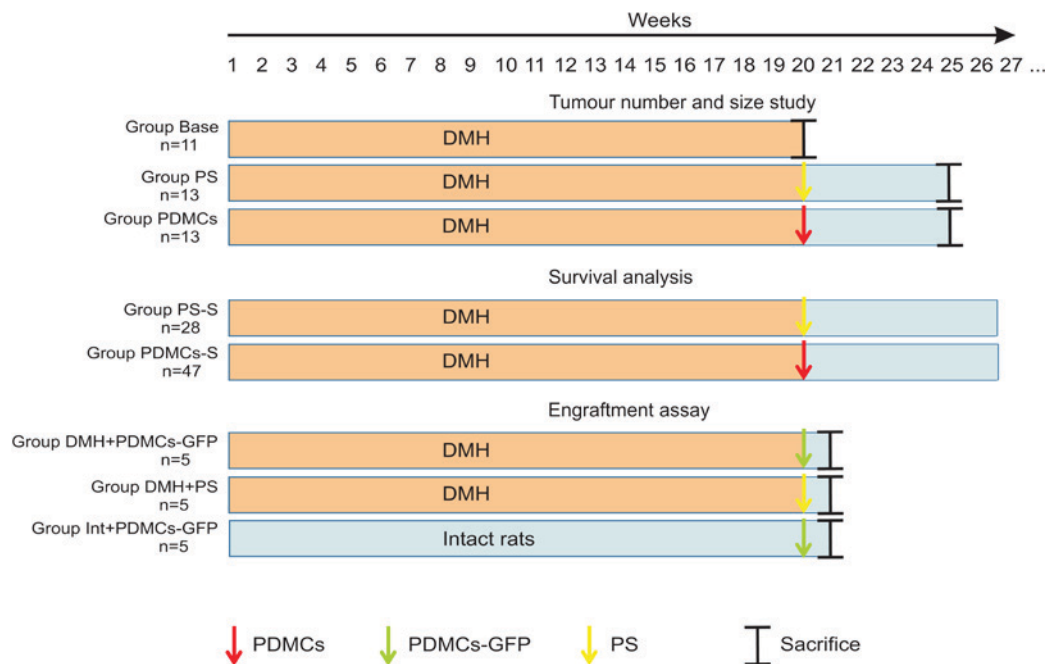 Weeks
1 2 3 4 5 6 7 8 9 10 11 12 13 14 15 16 17 18 19 20 21 22 23 24 25 26 27 ...
Tumour number and size study
Group Base
n=11
DMH
Group PS
n=13
DMH
Group PDMCs
n=13
DMH
Survival analysis
Group PS-S
n=28
DMH
Group PDMCs-S
n=47
DMH
Engraftment assay
Group DMH+PDMCs-GFP
n=5
DMH
Group DMH+PS
n=5
DMH
Group Int+PDMCs-GFP
n=5
Intact rats
PDMCs PDMCs-GFP PS Sacrifice